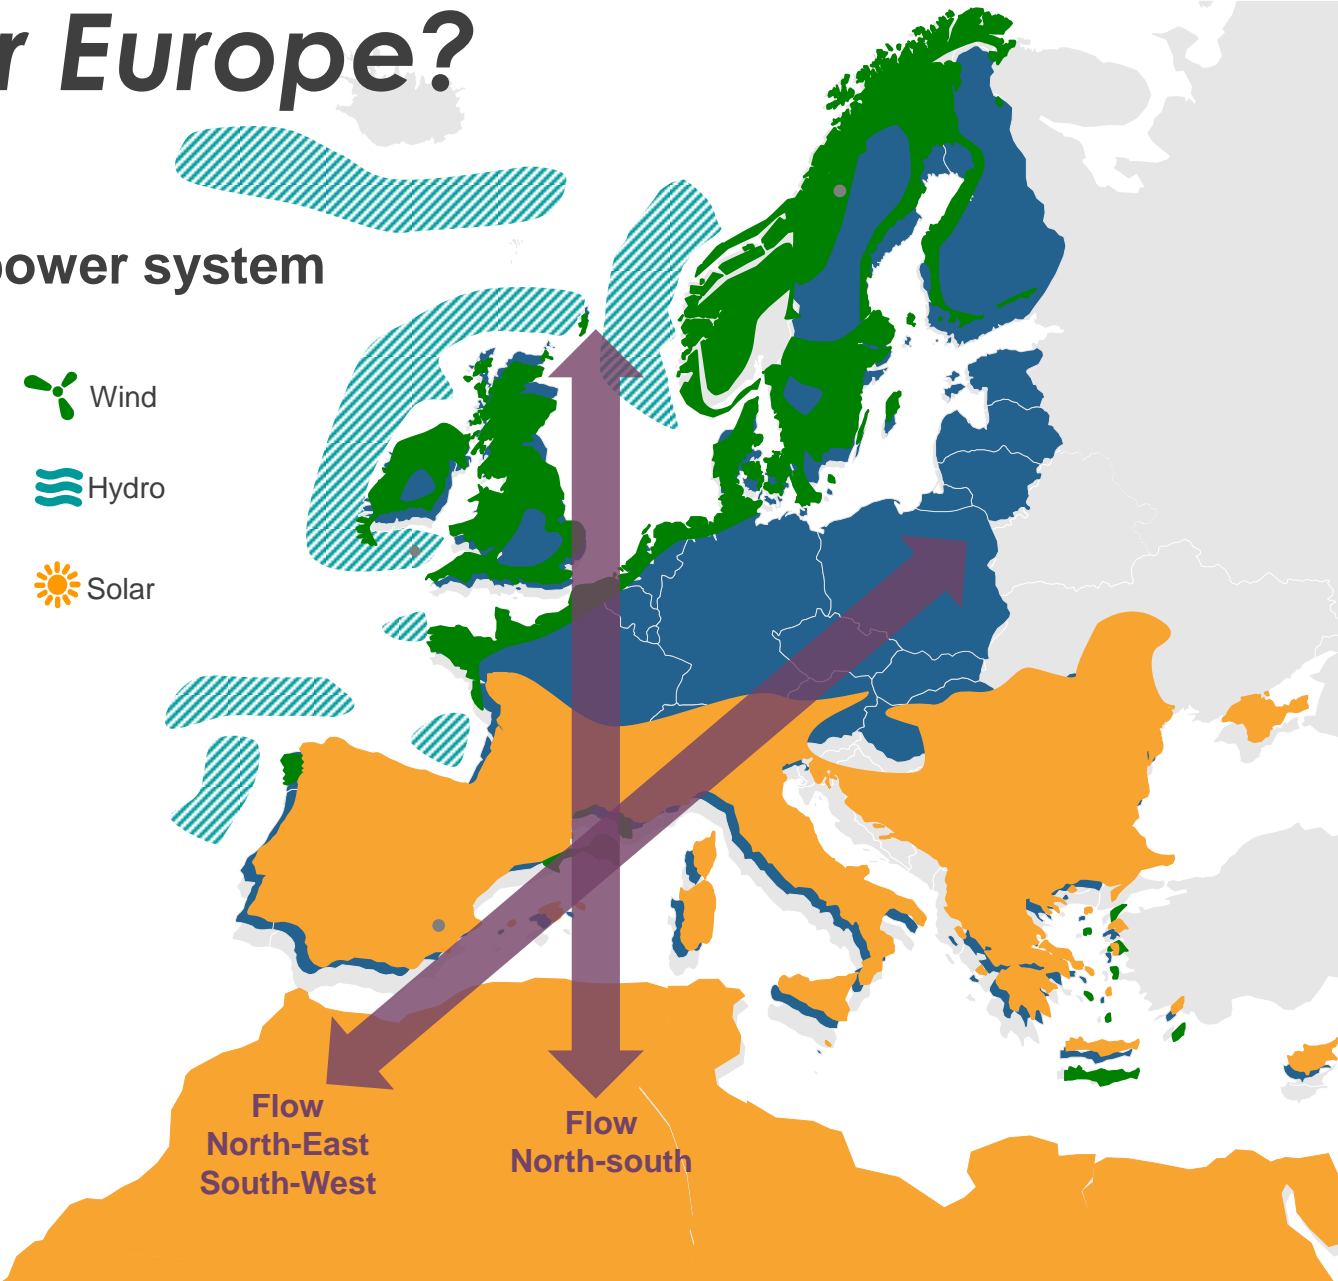 r Europe?
power system
Wind
Hydro
Solar
Flow
North-East
South-West
Flow
North-south